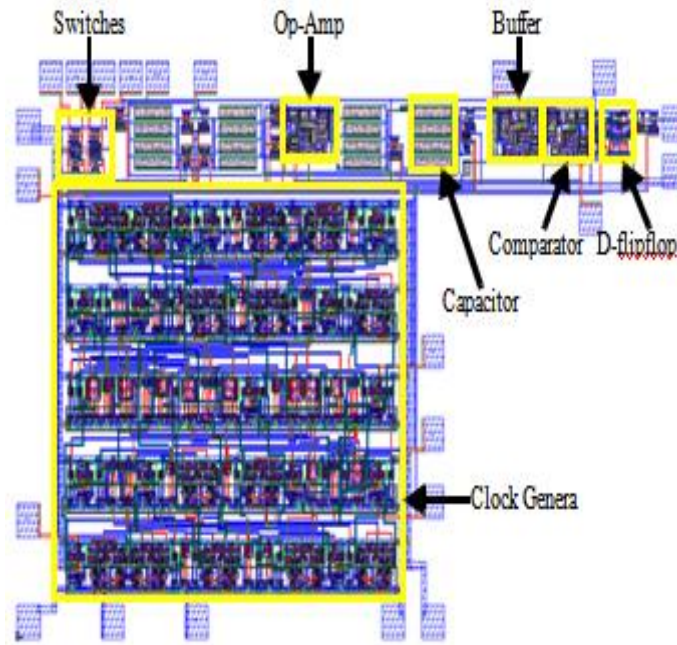 Switches
Op-Amp
Buffer
Comparator
D-flipflop
Capacitor
Clock Genera